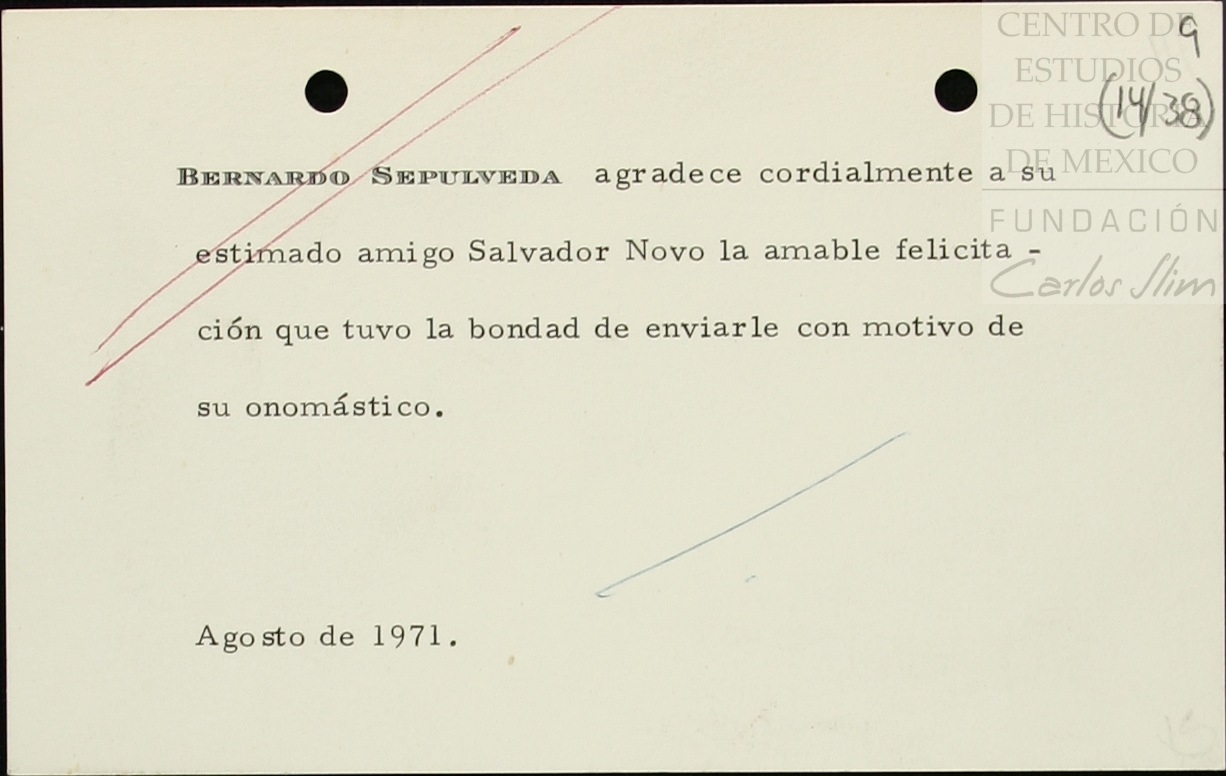 CENTRO DE
ESTUDIOS
DE HISTORIA
DE MEXICO
FUNDACIÓN
Carlos Slim
9
(14/38)
BERNARDO SEPULVEDA agradece cordialmente a su
estimado amigo Salvador Novo la amable felicita -
ción que tuvo la bondad de enviarle con motivo de
su onomástico.
Agosto de 1971.